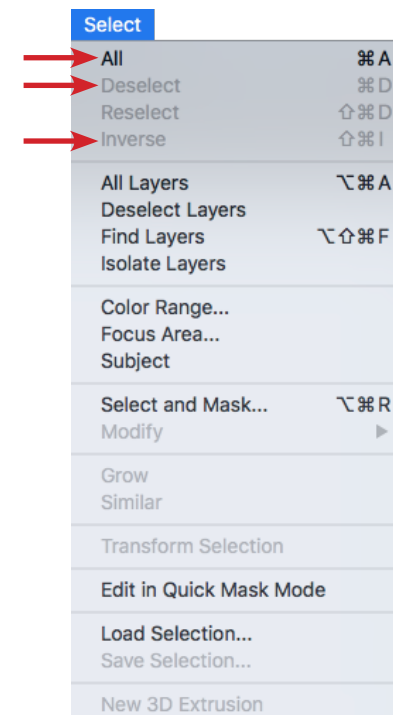 Select
All ⌘A
Deselect ⌘D
Reselect ⇧⌘D
Inverse ⇧⌘I
All Layers ⌥⌘A
Deselect Layers
Find Layers ⌥⇧⌘F
Isolate Layers
Color Range...
Focus Area...
Subject
Select and Mask... ⌥⌘R
Modify ▶
Grow
Similar
Transform Selection
Edit in Quick Mask Mode
Load Selection...
Save Selection...
New 3D Extrusion